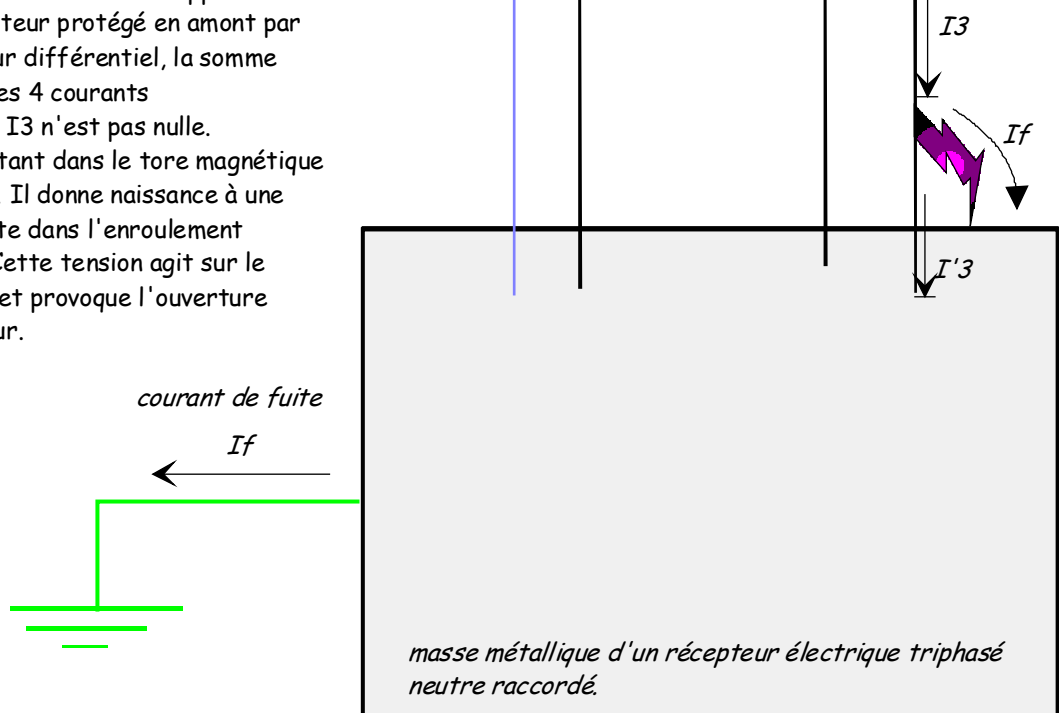 teur protégé en amont par
ur différentiel, la somme
es 4 courants
I3 n'est pas nulle.
tant dans le tore magnétique
. Il donne naissance à une
te dans l'enroulement
Cette tension agit sur le
et provoque l'ouverture
ur.
I3
If
I'3
courant de fuite
If
masse métallique d'un récepteur électrique triphasé
neutre raccordé.